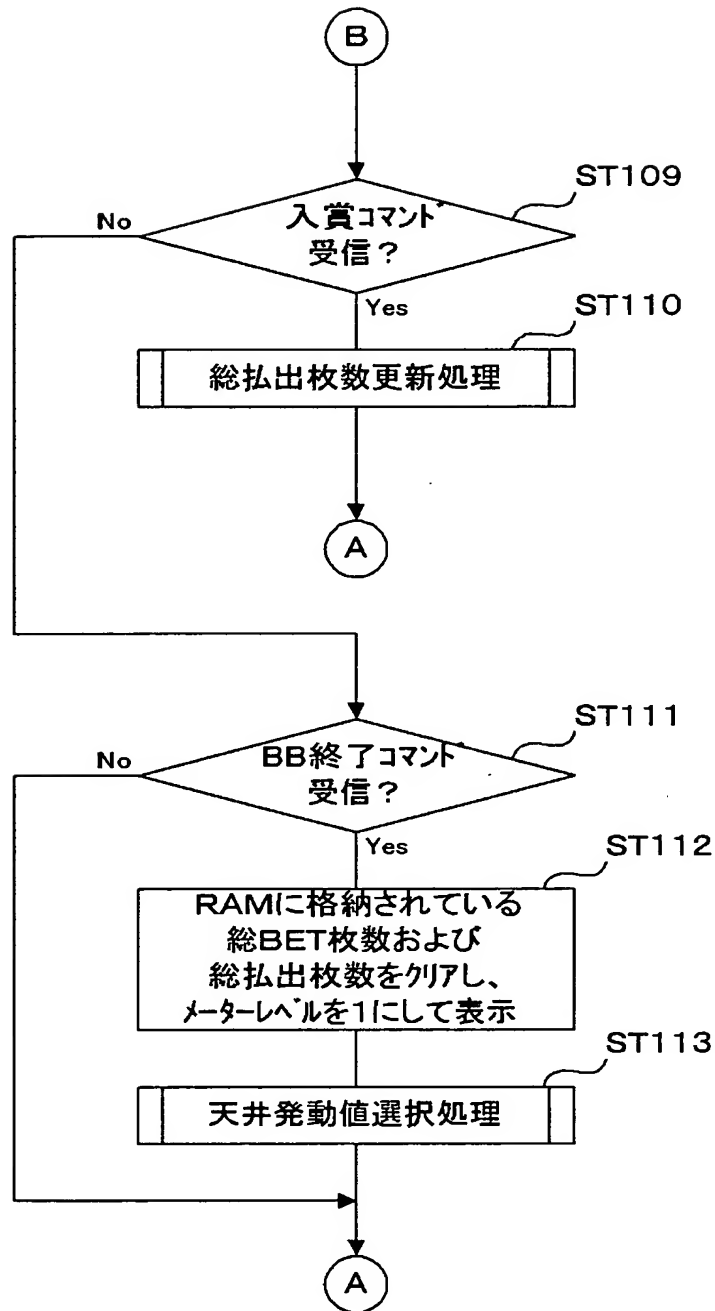 B
ST109
No
入賞コマンド
受信？
Yes
ST110
総払出枚数更新処理
A
ST111
No
BB終了コマンド
受信？
Yes
ST112
RAMに格納されている
総BET枚数および
総払出枚数をクリアし、
メーターレベルを1にして表示
ST113
天井発動値選択処理
A